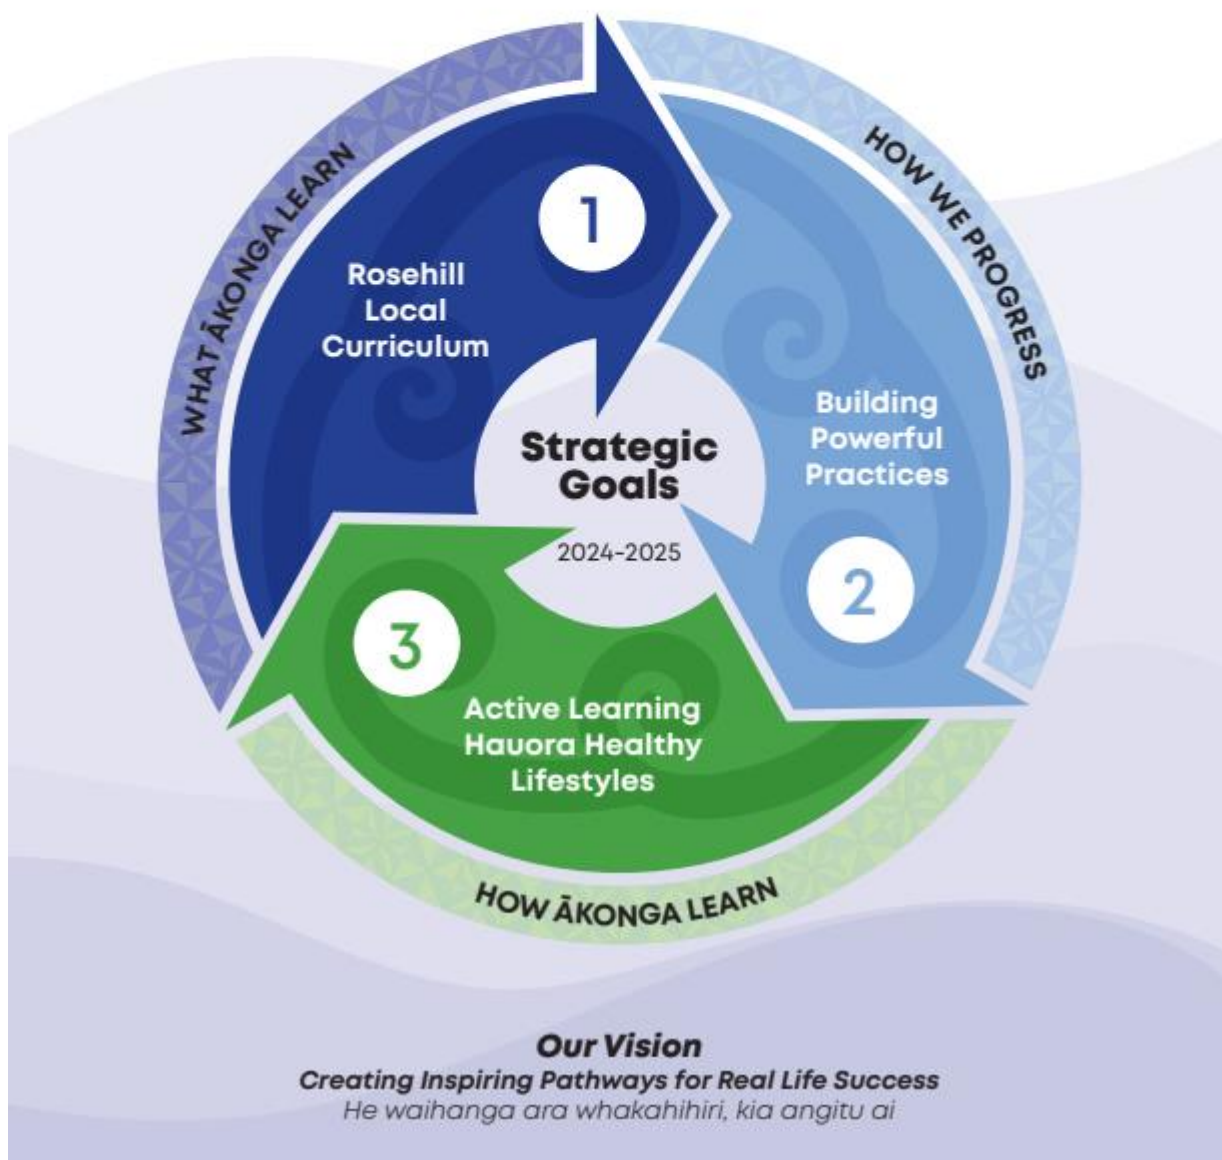 WHAT ĀKONGA LEARN
HOW WE PROGRESS
1
Rosehill
Local
Curriculum
Building
Powerful
Practices
2
Strategic
Goals
2024-2025
3
Active Learning
Hauora Healthy
Lifestyles
HOW ĀKONGA LEARN
Our Vision
Creating Inspiring Pathways for Real Life Success
He waihanga ara whakahihiri, kia angitu ai